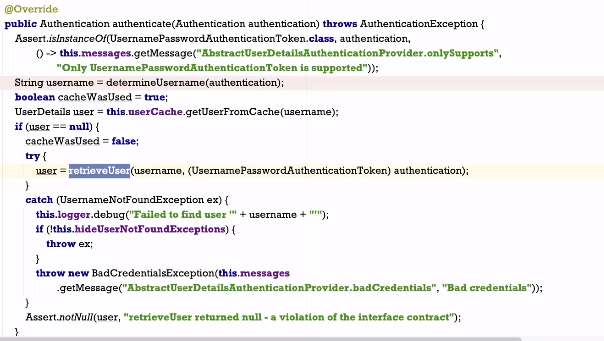 @Override
public Authentication authenticate(Authentication authentication) throws AuthenticationException {
Assert.isInstanceOf(UsernamePasswordAuthenticationToken.class, authentication,
() -> this.messages.getMessage("AbstractUserDetailsAuthenticationProvider.onlySupports",
"Only UsernamePasswordAuthenticationToken is supported"));
String username = determineUsername(authentication);
boolean cacheWasUsed = true;
UserDetails user = this.userCache.getUserFromCache(username);
if (user == null) {
cacheWasUsed = false;
try {
user = retrieveUser(username, (UsernamePasswordAuthenticationToken) authentication);
}
catch (UsernameNotFoundException ex) {
this.logger.debug("Failed to find user '" + username + "'");
if (!this.hideUserNotFoundExceptions) {
throw ex;
}
throw new BadCredentialsException(this.messages
.getMessage("AbstractUserDetailsAuthenticationProvider.badCredentials", "Bad credentials"));
}
Assert.notNull(user, "retrieveUser returned null - a violation of the interface contract");
}